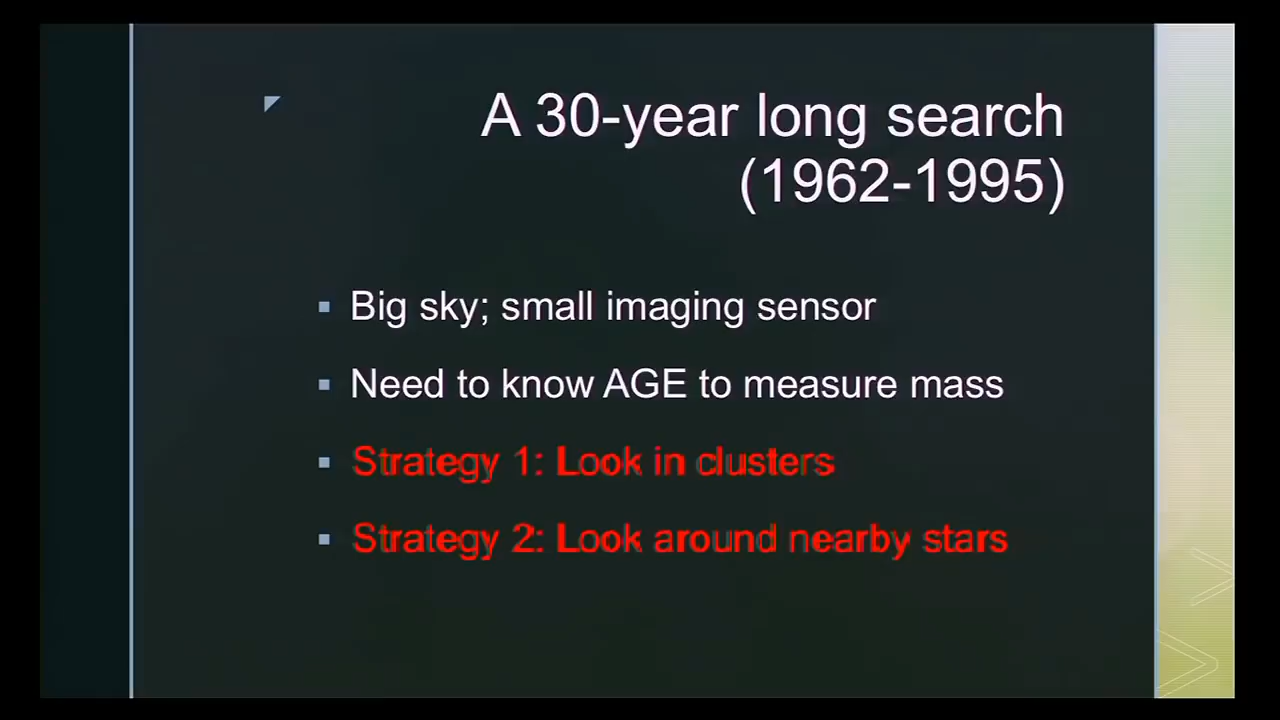 A 30-year long search
(1962-1995)
Big sky; small imaging sensor
Need to know AGE to measure mass
Strategy 1: Look in clusters
Strategy 2: Look around nearby stars